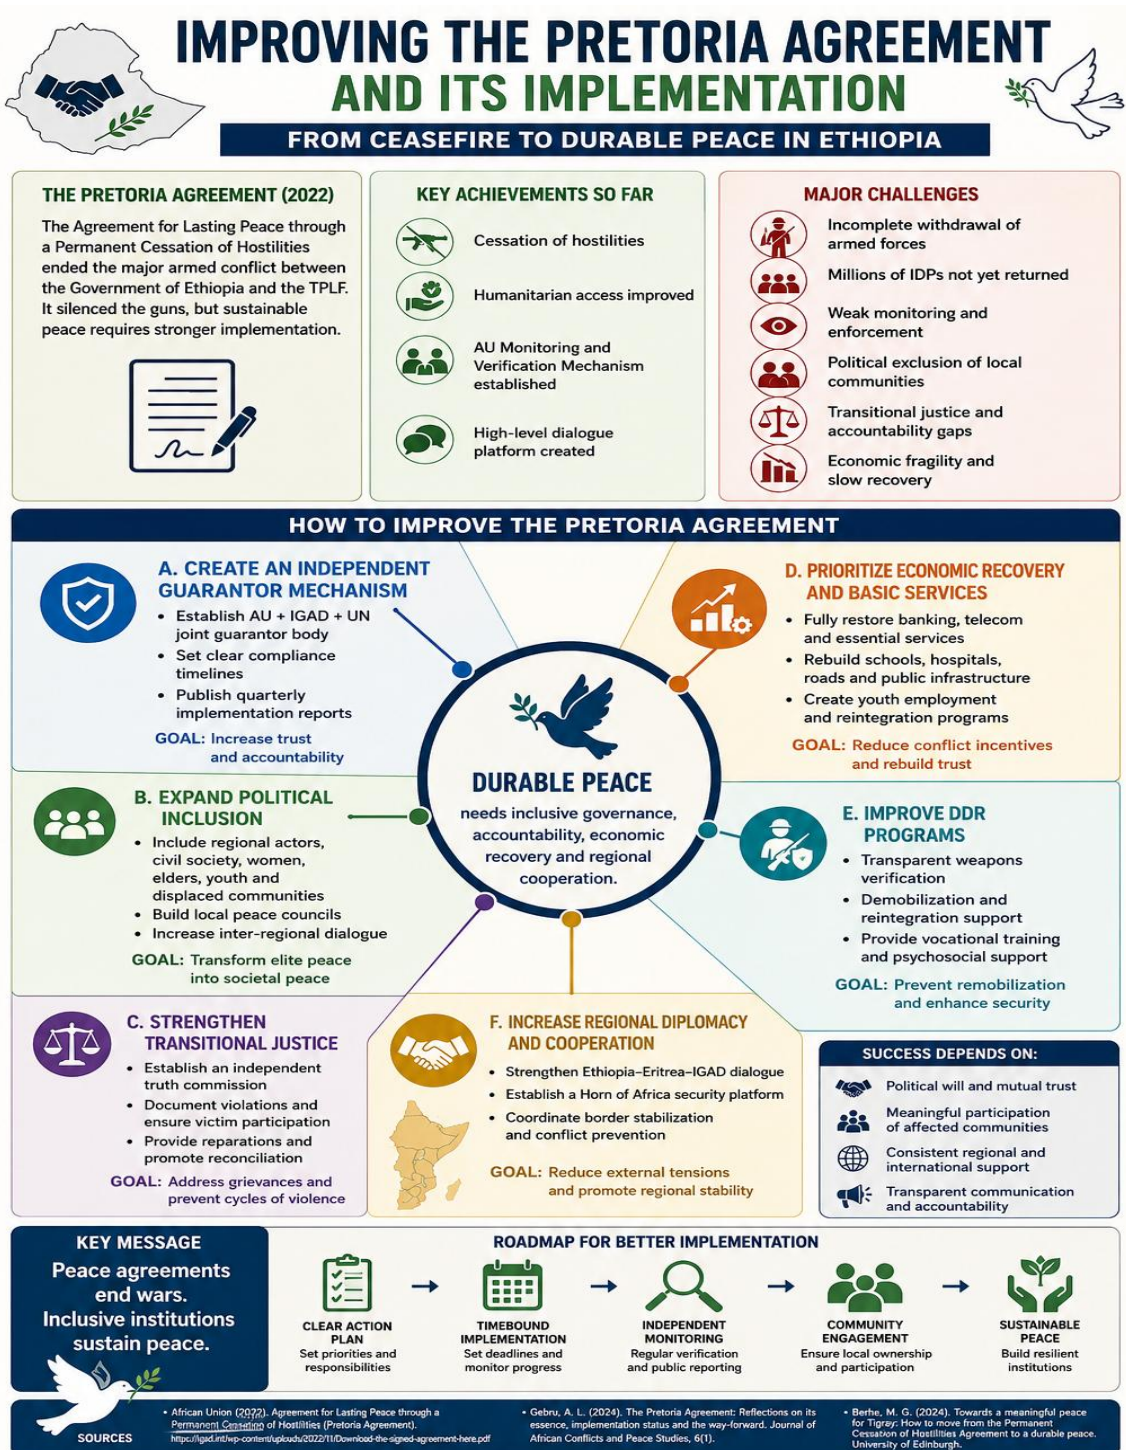 IMPROVING THE PRETORIA AGREEMENT
AND ITS IMPLEMENTATION
FROM CEASEFIRE TO DURABLE PEACE IN ETHIOPIA
THE PRETORIA AGREEMENT (2022)
The Agreement for Lasting Peace through
a Permanent Cessation of Hostilities
ended the major armed conflict between
the Government of Ethiopia and the TPLF.
It silenced the guns, but sustainable
peace requires stronger implementation.
KEY ACHIEVEMENTS SO FAR
Cessation of hostilities
Humanitarian access improved
AU Monitoring and
Verification Mechanism
established
High-level dialogue
platform created
MAJOR CHALLENGES
Incomplete withdrawal of
armed forces
Millions of IDPs not yet returned
Weak monitoring and
enforcement
Political exclusion of local
communities
Transitional justice and
accountability gaps
Economic fragility and
slow recovery
HOW TO IMPROVE THE PRETORIA AGREEMENT
A. CREATE AN INDEPENDENT
GUARANTOR MECHANISM
• Establish AU + IGAD + UN
joint guarantor body
• Set clear compliance
timelines
• Publish quarterly
implementation reports
GOAL: Increase trust
and accountability
B. EXPAND POLITICAL
INCLUSION
• Include regional actors,
civil society, women,
elders, youth and
displaced communities
• Build local peace councils
• Increase inter-regional dialogue
GOAL: Transform elite peace
into societal peace
C. STRENGTHEN
TRANSITIONAL JUSTICE
• Establish an independent
truth commission
• Document violations and
ensure victim participation
• Provide reparations and
promote reconciliation
GOAL: Address grievances and
prevent cycles of violence
DURABLE PEACE
needs inclusive governance,
accountability, economic
recovery and regional
cooperation.
D. PRIORITIZE ECONOMIC RECOVERY
AND BASIC SERVICES
• Fully restore banking, telecom
and essential services
• Rebuild schools, hospitals,
roads and public infrastructure
• Create youth employment
and reintegration programs
GOAL: Reduce conflict incentives
and rebuild trust
E. IMPROVE DDR
PROGRAMS
• Transparent weapons
verification
• Demobilization and
reintegration support
• Provide vocational training
and psychosocial support
GOAL: Prevent remobilization
and enhance security
F. INCREASE REGIONAL DIPLOMACY
AND COOPERATION
• Strengthen Ethiopia–Eritrea–IGAD dialogue
• Establish a Horn of Africa security platform
• Coordinate border stabilization
and conflict prevention
GOAL: Reduce external tensions
and promote regional stability
SUCCESS DEPENDS ON:
Political will and mutual trust
Meaningful participation
of affected communities
Consistent regional and
international support
Transparent communication
and accountability
KEY MESSAGE
Peace agreements
end wars.
Inclusive institutions
sustain peace.
ROADMAP FOR BETTER IMPLEMENTATION
CLEAR ACTION
PLAN
Set priorities and
responsibilities
TIMEBOUND
IMPLEMENTATION
Set deadlines and
monitor progress
INDEPENDENT
MONITORING
Regular verification
and public reporting
COMMUNITY
ENGAGEMENT
Ensure local ownership
and participation
SUSTAINABLE
PEACE
Build resilient
institutions
SOURCES
• African Union (2022). Agreement for Lasting Peace through a
Permanent of Hostilities (Pretoria Agreement).
https://igad.int/wp-content/uploads/2022/11/Download-the-signed-agreement-here.pdf
• Gebru, A. L. (2024). The Pretoria Agreement: Reflections on its
essence, implementation status and the way-forward. Journal of
African Conflicts and Peace Studies, 6(1).
• Berhe, M. G. (2024). Towards a meaningful peace
for Tigray: How to move from the Permanent
Cessation of Hostilities Agreement to a durable peace.
University of Edinburgh.